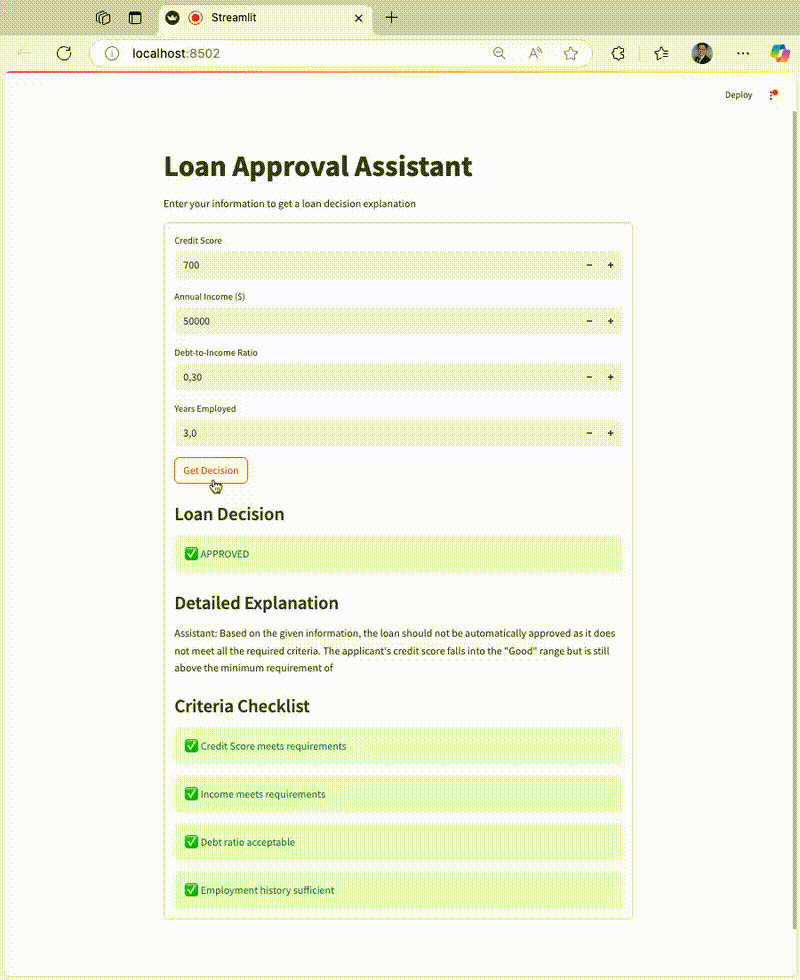 Streamlit
localhost:8502
Deploy
Loan Approval Assistant
Enter your information to get a loan decision explanation
Credit Score
700
Annual Income ($)
50000
Debt-to-Income Ratio
0,30
Years Employed
3,0
Get Decision
Loan Decision
✅ APPROVED
Detailed Explanation
Assistant: Based on the given information, the loan should not be automatically approved as it does
not meet all the required criteria. The applicant's credit score falls into the "Good" range but is still
above the minimum requirement of
Criteria Checklist
✅ Credit Score meets requirements
✅ Income meets requirements
✅ Debt ratio acceptable
✅ Employment history sufficient